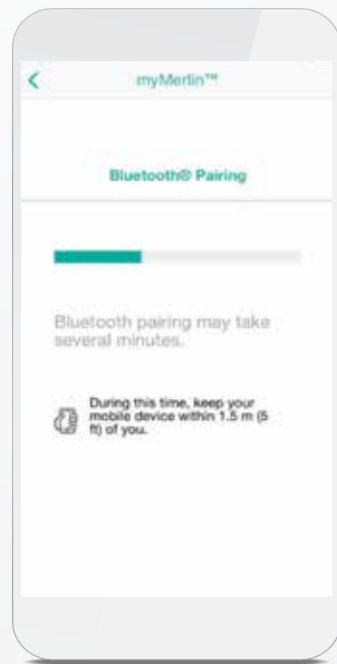 myMerlin™
Bluetooth® Pairing
Bluetooth pairing may take
several minutes.
During this time, keep your
mobile device within 1.5 m (5
ft) of you.